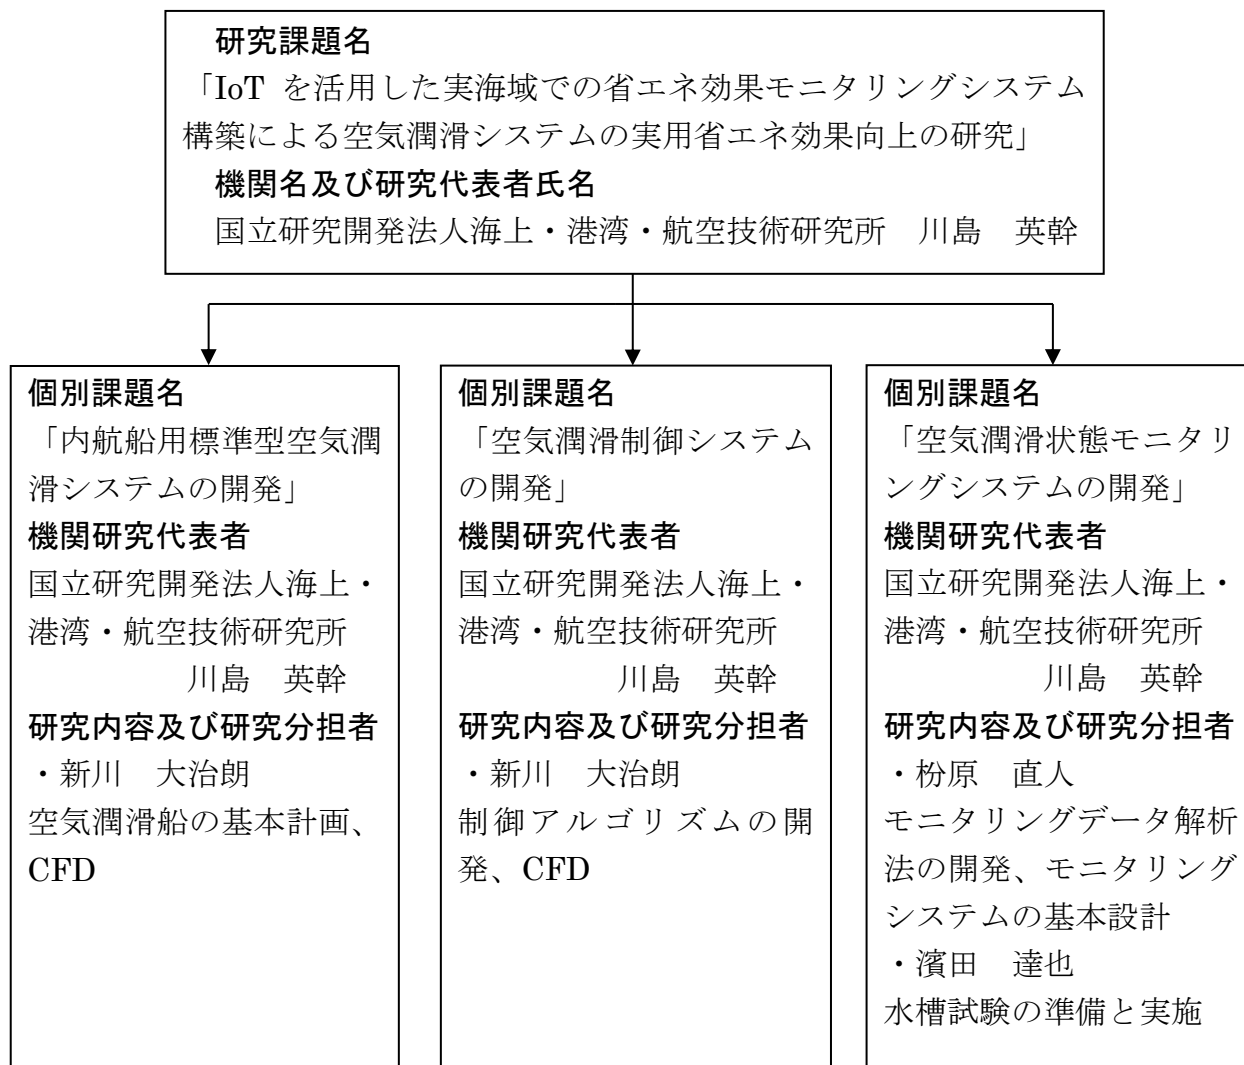 研究課題名
「IoT を活用した実海域での省エネ効果モニタリングシステム
構築による空気潤滑システムの実用省エネ効果向上の研究」
機関名及び研究代表者氏名
国立研究開発法人海上・港湾・航空技術研究所　川島　英幹
個別課題名
「内航船用標準型空気潤
滑システムの開発」
機関研究代表者
国立研究開発法人海上・
港湾・航空技術研究所
川島　英幹
研究内容及び研究分担者
・新川　大治朗
空気潤滑船の基本計画、
CFD
個別課題名
「空気潤滑制御システム
の開発」
機関研究代表者
国立研究開発法人海上・
港湾・航空技術研究所
川島　英幹
研究内容及び研究分担者
・新川　大治朗
制御アルゴリズムの開
発、CFD
個別課題名
「空気潤滑状態モニタリ
ングシステムの開発」
機関研究代表者
国立研究開発法人海上・
港湾・航空技術研究所
川島　英幹
研究内容及び研究分担者
・枌原　直人
モニタリングデータ解析
法の開発、モニタリング
システムの基本設計
・濱田　達也
水槽試験の準備と実施